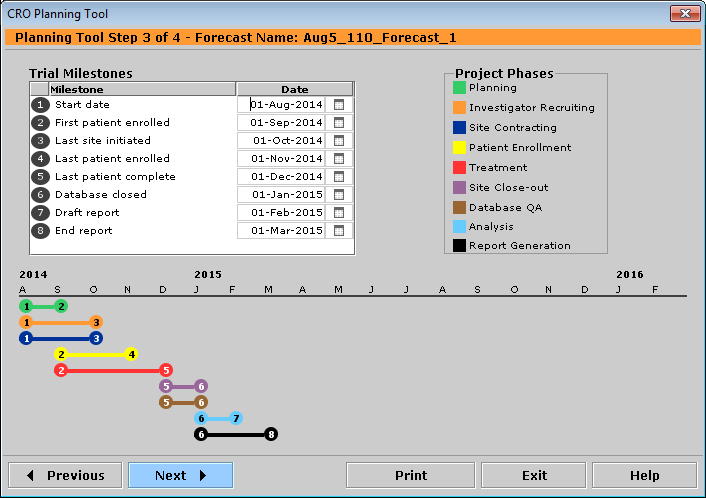 CRO Planning Tool
Planning Tool Step 3 of 4 - Forecast Name: Aug5_110_Forecast_1
Trial Milestones
Milestone Date
1 Start date 01-Aug-2014
2 First patient enrolled 01-Sep-2014
3 Last site initiated 01-Oct-2014
4 Last patient enrolled 01-Nov-2014
5 Last patient complete 01-Dec-2014
6 Database closed 01-Jan-2015
7 Draft report 01-Feb-2015
8 End report 01-Mar-2015
Project Phases
Planning
Investigator Recruiting
Site Contracting
Patient Enrollment
Treatment
Site Close-out
Database QA
Analysis
Report Generation
2014 2015 2016
A S O N D J F M A M J J A S O N D J F
1 2
1 3
1 3
2 4
2 5
5 6
5 6
6 7
6 8
Previous Next Print Exit Help